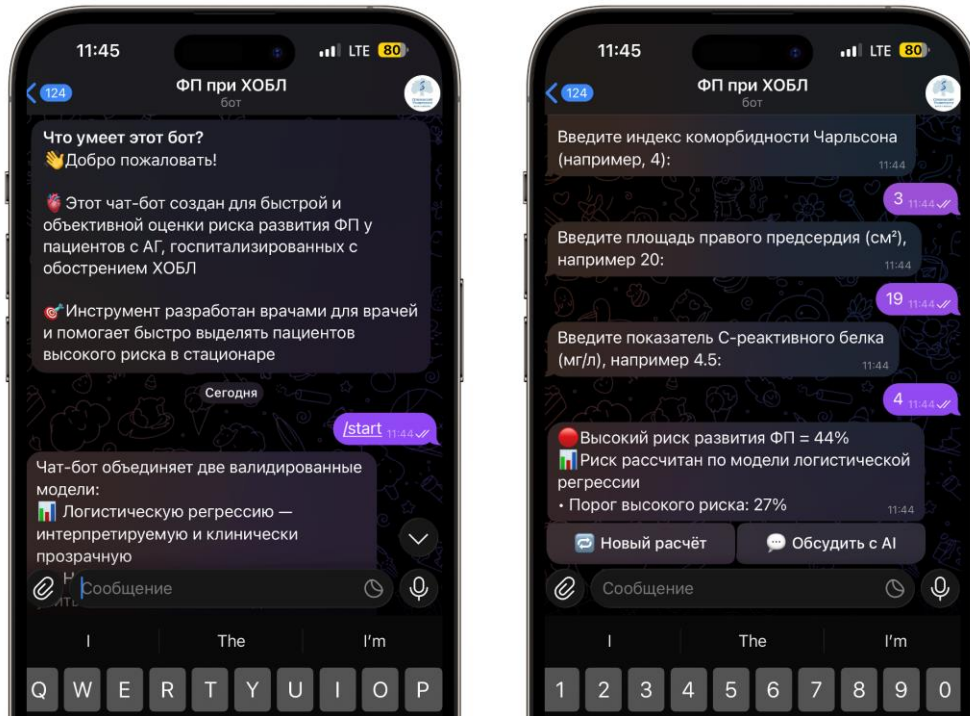 11:45
LTE 80
124
ФП при ХОБЛ
бот
Что умеет этот бот?
👋Добро пожаловать!
🫀 Этот чат-бот создан для быстрой и
объективной оценки риска развития ФП у
пациентов с АГ, госпитализированных с
обострением ХОБЛ
🎯 Инструмент разработан врачами для врачей
и помогает быстро выделять пациентов
высокого риска в стационаре
Сегодня
/start 11:44
Чат-бот объединяет две валидированные
модели:
📊 Логистическую регрессию —
интерпретируемую и клинически
прозрачную
Сообщение
I The I'm
Q W E R T Y U I O P
11:45
LTE 80
124
ФП при ХОБЛ
бот
Введите индекс коморбидности Чарльсона
(например, 4):
11:44
3 11:44
Введите площадь правого предсердия (см²),
например 20:
11:44
19 11:44
Введите показатель С-реактивного белка
(мг/л), например 4.5:
11:44
4 11:44
🔴Высокий риск развития ФП = 44%
📊 Риск рассчитан по модели логистической
регрессии
• Порог высокого риска: 27%
11:44
🔁 Новый расчёт
💬 Обсудить с AI
Сообщение
I The I'm
1 2 3 4 5 6 7 8 9 0